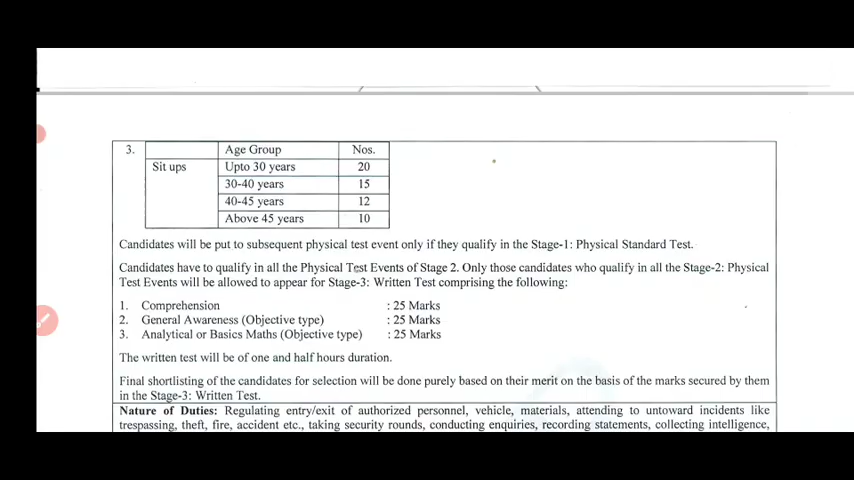 3. Age Group Nos.
Sit ups Upto 30 years 20
30-40 years 15
40-45 years 12
Above 45 years 10
Candidates will be put to subsequent physical test event only if they qualify in the Stage-1: Physical Standard Test.
Candidates have to qualify in all the Physical Test Events of Stage 2. Only those candidates who qualify in all the Stage-2: Physical
Test Events will be allowed to appear for Stage-3: Written Test comprising the following:
1. Comprehension : 25 Marks
2. General Awareness (Objective type) : 25 Marks
3. Analytical or Basics Maths (Objective type) : 25 Marks
The written test will be of one and half hours duration.
Final shortlisting of the candidates for selection will be done purely based on their merit on the basis of the marks secured by them
in the Stage-3: Written Test.
Nature of Duties: Regulating entry/exit of authorized personnel, vehicle, materials, attending to untoward incidents like
trespassing, theft, fire, accident etc., taking security rounds, conducting enquiries, recording statements, collecting intelligence,